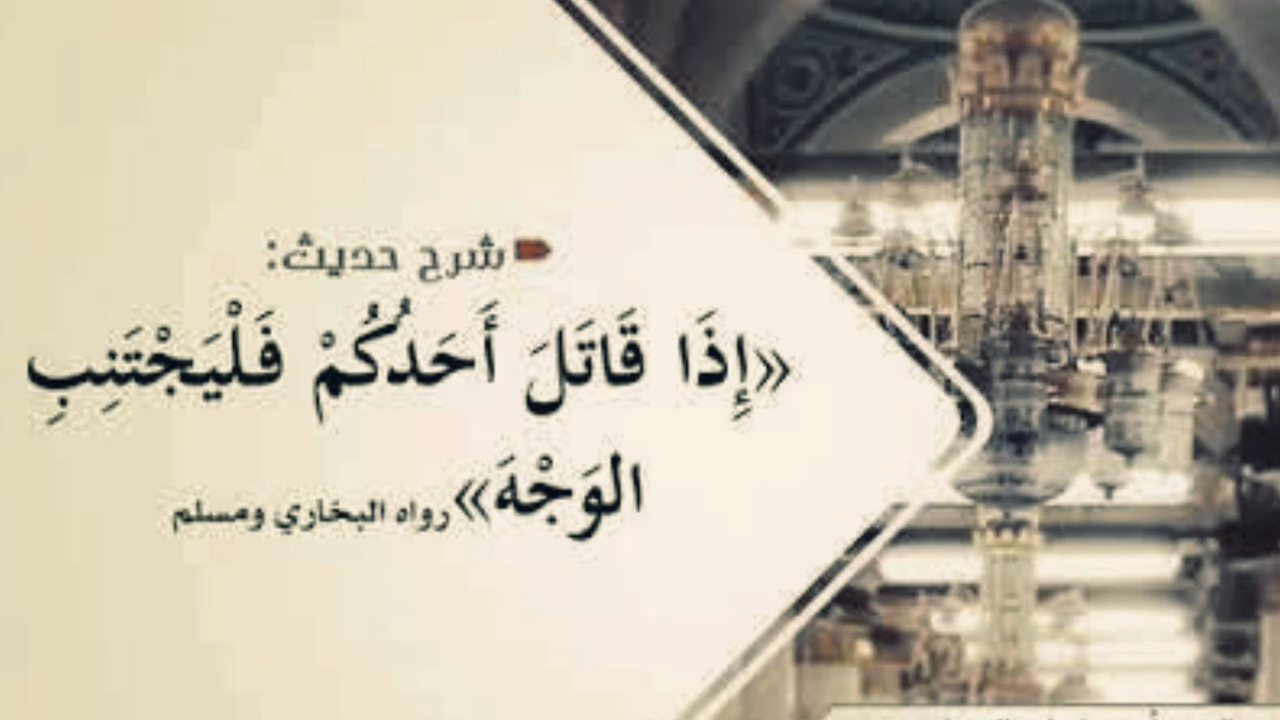 شرح حديث:
«إِذَا قَاتَلَ أَحَدُكُمْ فَلْيَجْتَنِبِ
الوَجْهَ» رواه البخاري ومسلم